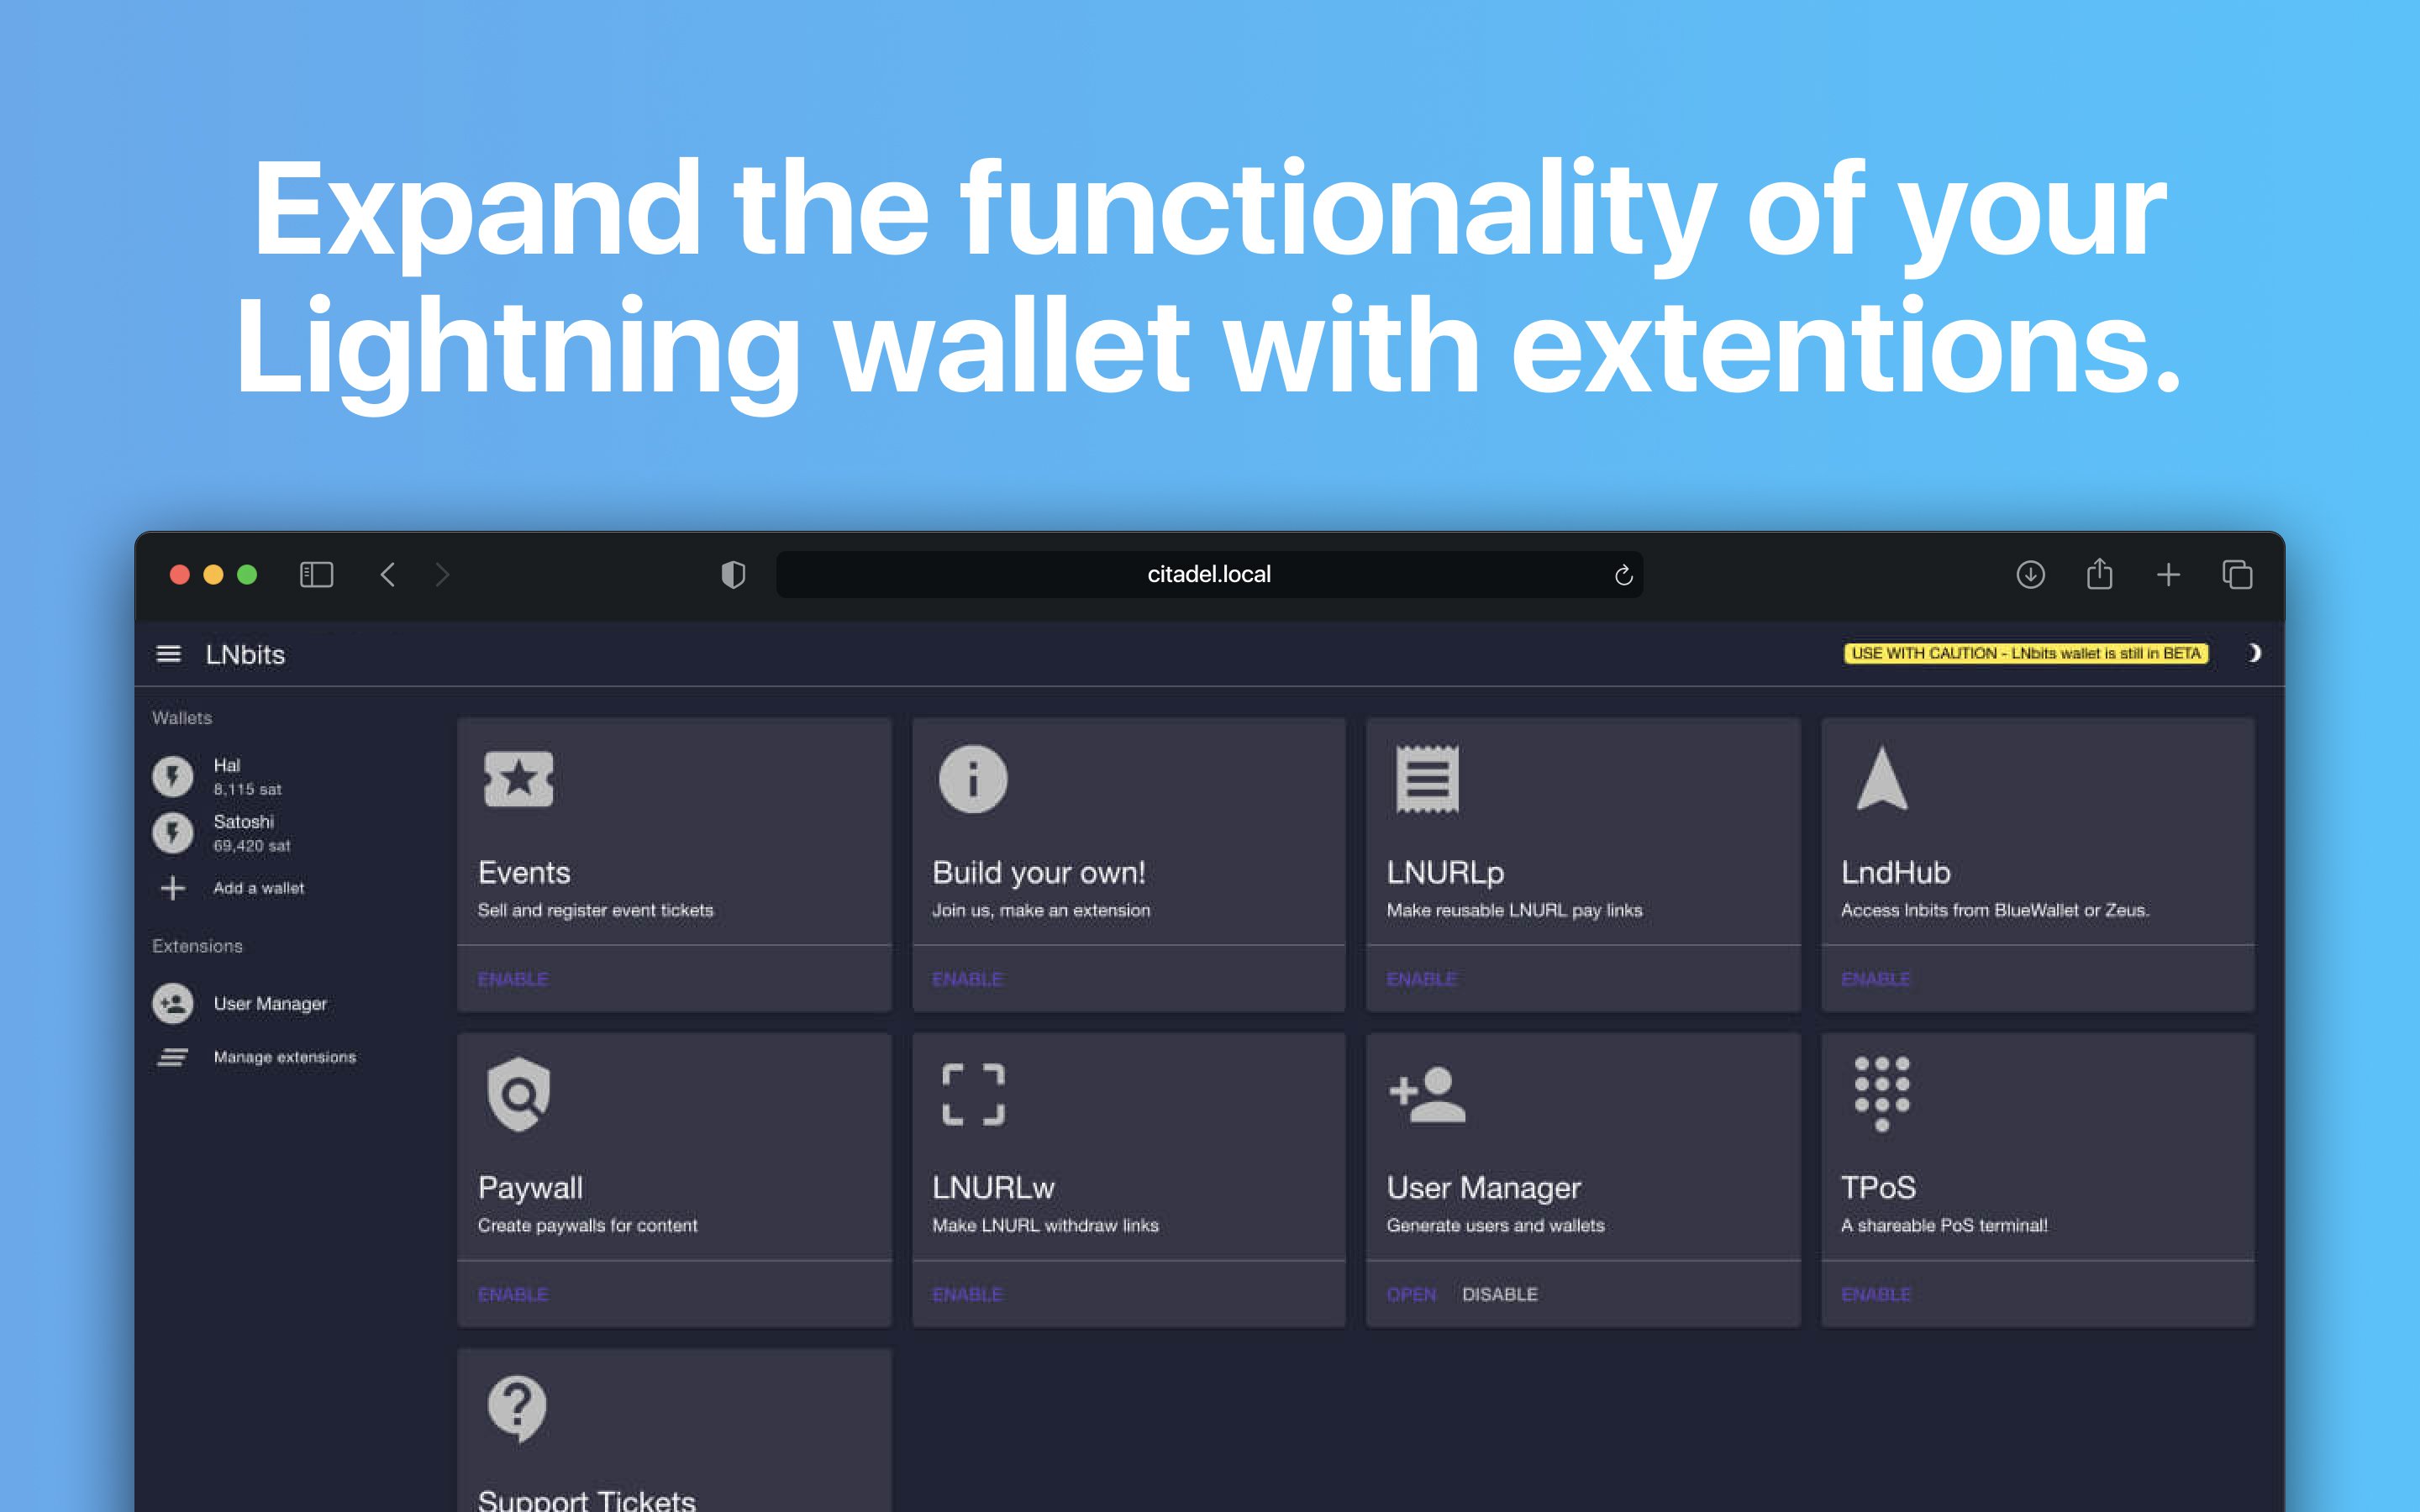 Expand the functionality of your
Lightning wallet with extentions.
citadel.local
LNbits
USE WITH CAUTION - LNbits wallet is still in BETA
Wallets
Hal
8,115 sat
Satoshi
69,420 sat
Add a wallet
Extensions
User Manager
Manage extensions
Events
Sell and register event tickets
ENABLE
Build your own!
Join us, make an extension
ENABLE
LNURLp
Make reusable LNURL pay links
ENABLE
LndHub
Access lnbits from BlueWallet or Zeus.
ENABLE
Paywall
Create paywalls for content
ENABLE
LNURLw
Make LNURL withdraw links
ENABLE
User Manager
Generate users and wallets
OPEN DISABLE
TPoS
A shareable PoS terminal!
ENABLE
Support Tickets